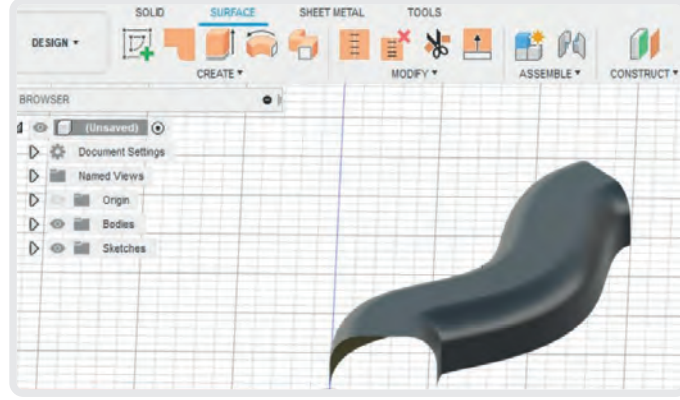 SOLID SURFACE SHEET METAL TOOLS
DESIGN ▾
CREATE ▾ MODIFY ▾ ASSEMBLE ▾ CONSTRUCT ▾
BROWSER
(Unsaved)
Document Settings
Named Views
Origin
Bodies
Sketches